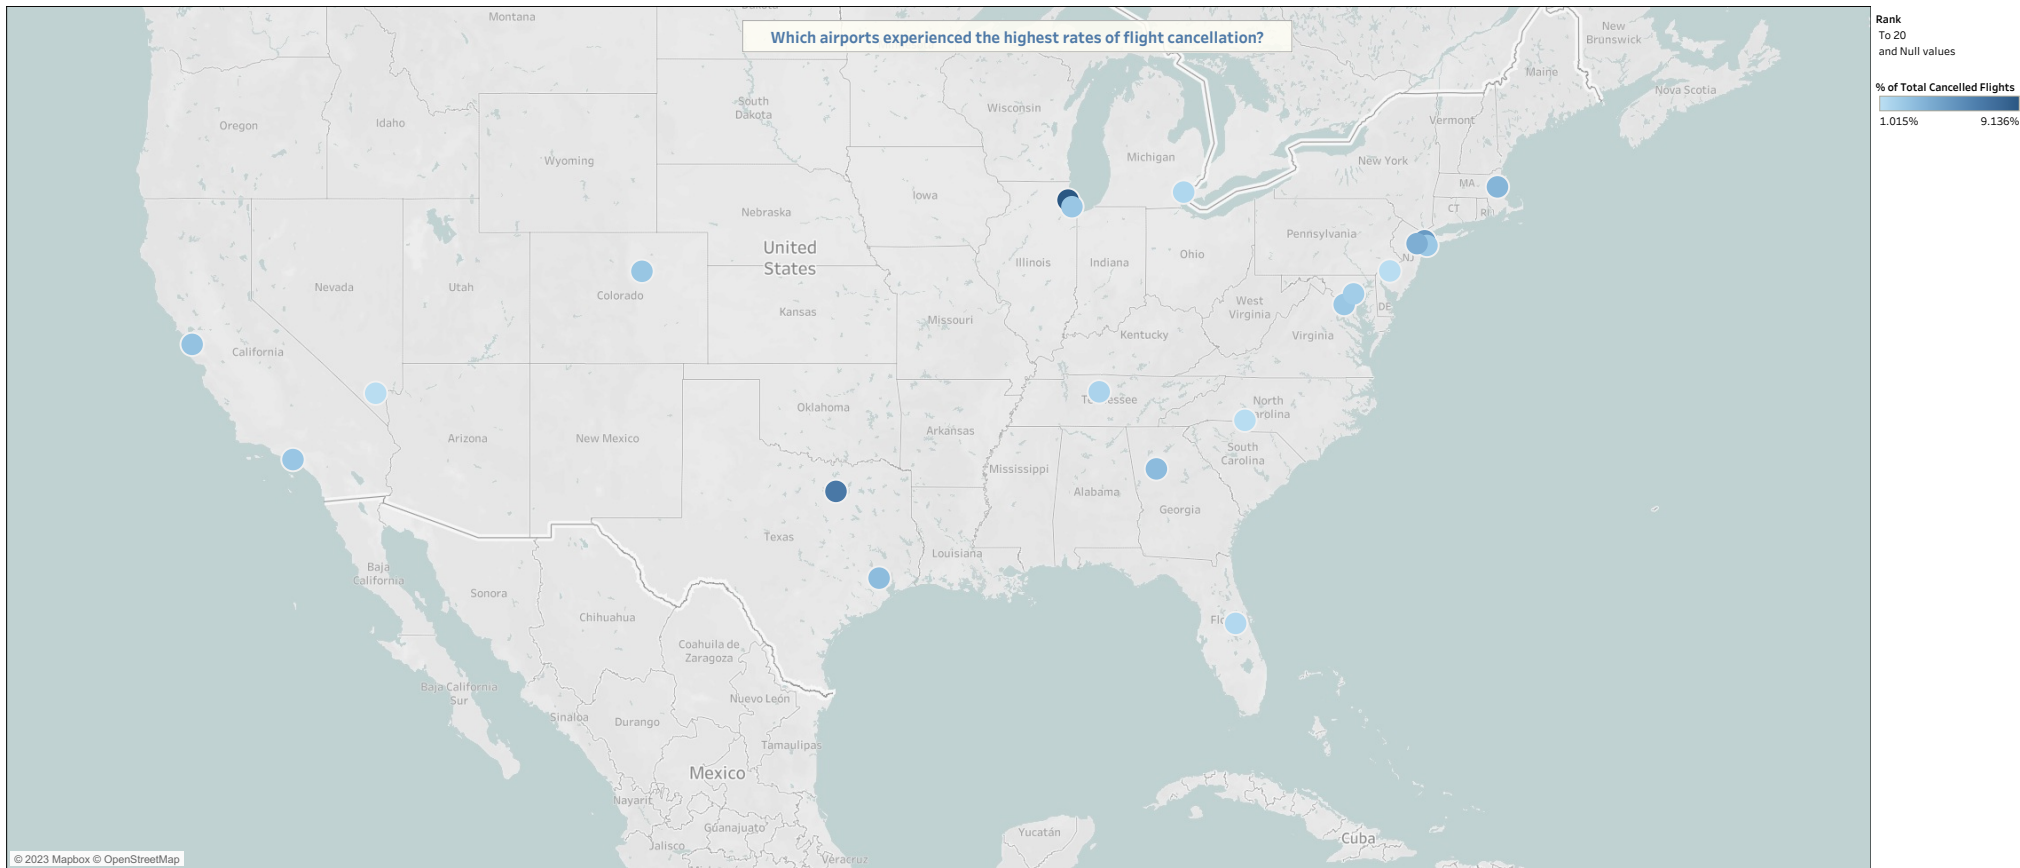 Which airports experienced the highest rates of flight cancellation?
Rank
To 20
and Null values
% of Total Cancelled Flights
1.015%
9.136%
Dakota
Montana
New
Brunswick
Maine
Nova Scotia
Oregon
Idaho
South
Dakota
Wisconsin
Vermont
Wyoming
Michigan
New York
MA
Iowa
CT
RI
Nebraska
Pennsylvania
United
States
Illinois
Indiana
Ohio
NJ
Nevada
Utah
Colorado
Kansas
West
Virginia
DE
Missouri
Kentucky
Virginia
California
Oklahoma
Te
essee
North
arolina
Arkansas
Arizona
New Mexico
South
Carolina
Mississippi
Alabama
Georgia
Texas
Louisiana
Baja
California
Sonora
Chihuahua
Flo
Coahuila de
Zaragoza
Baja California
Sur
Nuevo León
Sinaloa
Durango
Tamaulipas
Mexico
Nayarit
Guanajuato
Yucatán
Cuba
Jalisco
Veracruz
© 2023 Mapbox © OpenStreetMap